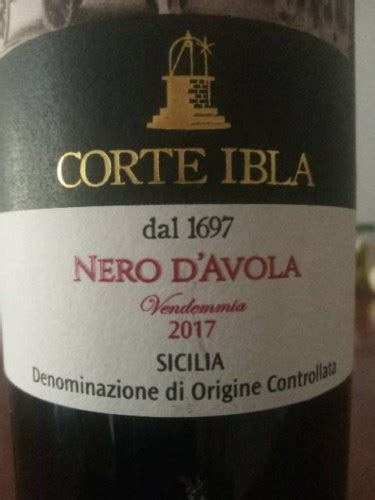 CORTE IBLA
dal 1697
NERO D'AVOLA
Vendemmia
2017
SICILIA
Denominazione di Origine Controllata